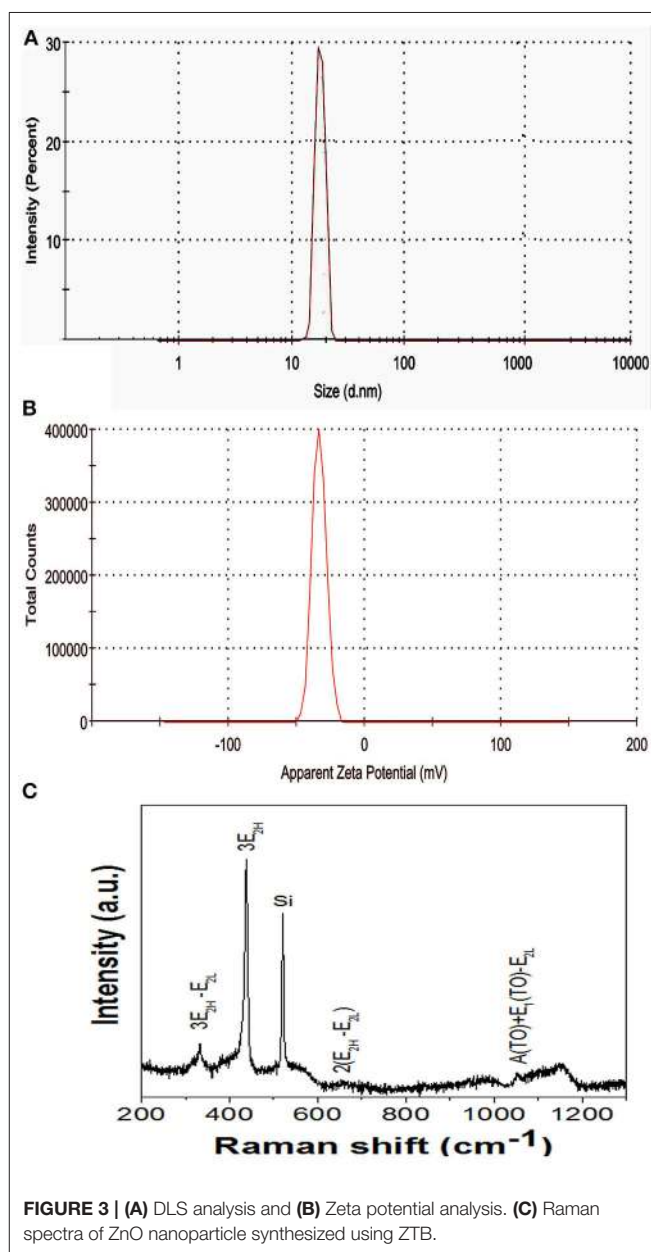 A
30
20
10
Intensity (Percent)
1 10 100 1000 10000
Size (d.nm)
B
400000
300000
200000
100000
0
Total Counts
-100 0 100 200
Apparent Zeta Potential (mV)
C
Intensity (a.u.)
3E2H-E2L
3E2H
Si
2(E2H-E2L)
A(TO)+E1(TO)-E2L
200 400 600 800 1000 1200
Raman shift (cm-1)
FIGURE 3 | (A) DLS analysis and (B) Zeta potential analysis. (C) Raman
spectra of ZnO nanoparticle synthesized using ZTB.